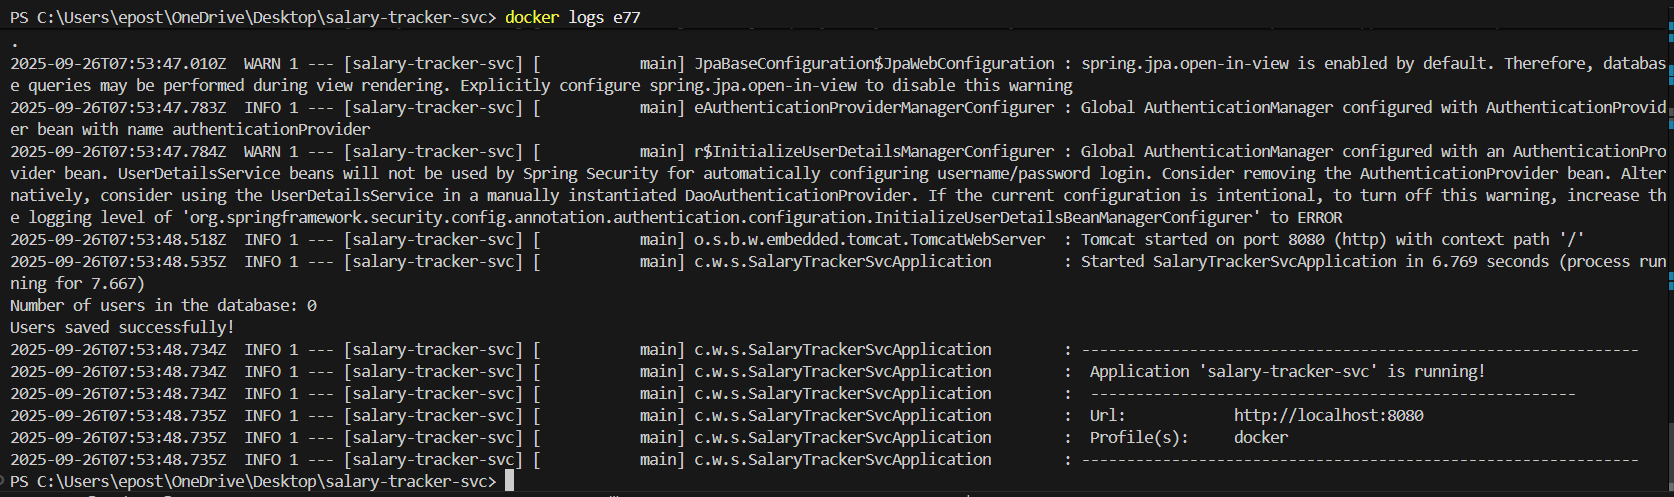 PS C:\Users\epost\OneDrive\Desktop\salary-tracker-svc> docker logs e77
.
2025-09-26T07:53:47.010Z  WARN 1 --- [salary-tracker-svc] [           main] JpaBaseConfiguration$JpaWebConfiguration : spring.jpa.open-in-view is enabled by default. Therefore, databas
e queries may be performed during view rendering. Explicitly configure spring.jpa.open-in-view to disable this warning
2025-09-26T07:53:47.783Z  INFO 1 --- [salary-tracker-svc] [           main] eAuthenticationProviderManagerConfigurer : Global AuthenticationManager configured with AuthenticationProvid
er bean with name authenticationProvider
2025-09-26T07:53:47.784Z  WARN 1 --- [salary-tracker-svc] [           main] r$InitializeUserDetailsManagerConfigurer : Global AuthenticationManager configured with an AuthenticationPro
vider bean. UserDetailsService beans will not be used by Spring Security for automatically configuring username/password login. Consider removing the AuthenticationProvider bean. Alter
natively, consider using the UserDetailsService in a manually instantiated DaoAuthenticationProvider. If the current configuration is intentional, to turn off this warning, increase th
e logging level of 'org.springframework.security.config.annotation.authentication.configuration.InitializeUserDetailsBeanManagerConfigurer' to ERROR
2025-09-26T07:53:48.518Z  INFO 1 --- [salary-tracker-svc] [           main] o.s.b.w.embedded.tomcat.TomcatWebServer  : Tomcat started on port 8080 (http) with context path '/'
2025-09-26T07:53:48.535Z  INFO 1 --- [salary-tracker-svc] [           main] c.w.s.SalaryTrackerSvcApplication        : Started SalaryTrackerSvcApplication in 6.769 seconds (process run
ning for 7.667)
Number of users in the database: 0
Users saved successfully!
2025-09-26T07:53:48.734Z  INFO 1 --- [salary-tracker-svc] [           main] c.w.s.SalaryTrackerSvcApplication        : --------------------------------------------------------------
2025-09-26T07:53:48.734Z  INFO 1 --- [salary-tracker-svc] [           main] c.w.s.SalaryTrackerSvcApplication        :  Application 'salary-tracker-svc' is running!
2025-09-26T07:53:48.734Z  INFO 1 --- [salary-tracker-svc] [           main] c.w.s.SalaryTrackerSvcApplication        :  ------------------------------------------------------
2025-09-26T07:53:48.735Z  INFO 1 --- [salary-tracker-svc] [           main] c.w.s.SalaryTrackerSvcApplication        :  Url:            http://localhost:8080
2025-09-26T07:53:48.735Z  INFO 1 --- [salary-tracker-svc] [           main] c.w.s.SalaryTrackerSvcApplication        :  Profile(s):     docker
2025-09-26T07:53:48.735Z  INFO 1 --- [salary-tracker-svc] [           main] c.w.s.SalaryTrackerSvcApplication        : --------------------------------------------------------------
PS C:\Users\epost\OneDrive\Desktop\salary-tracker-svc>